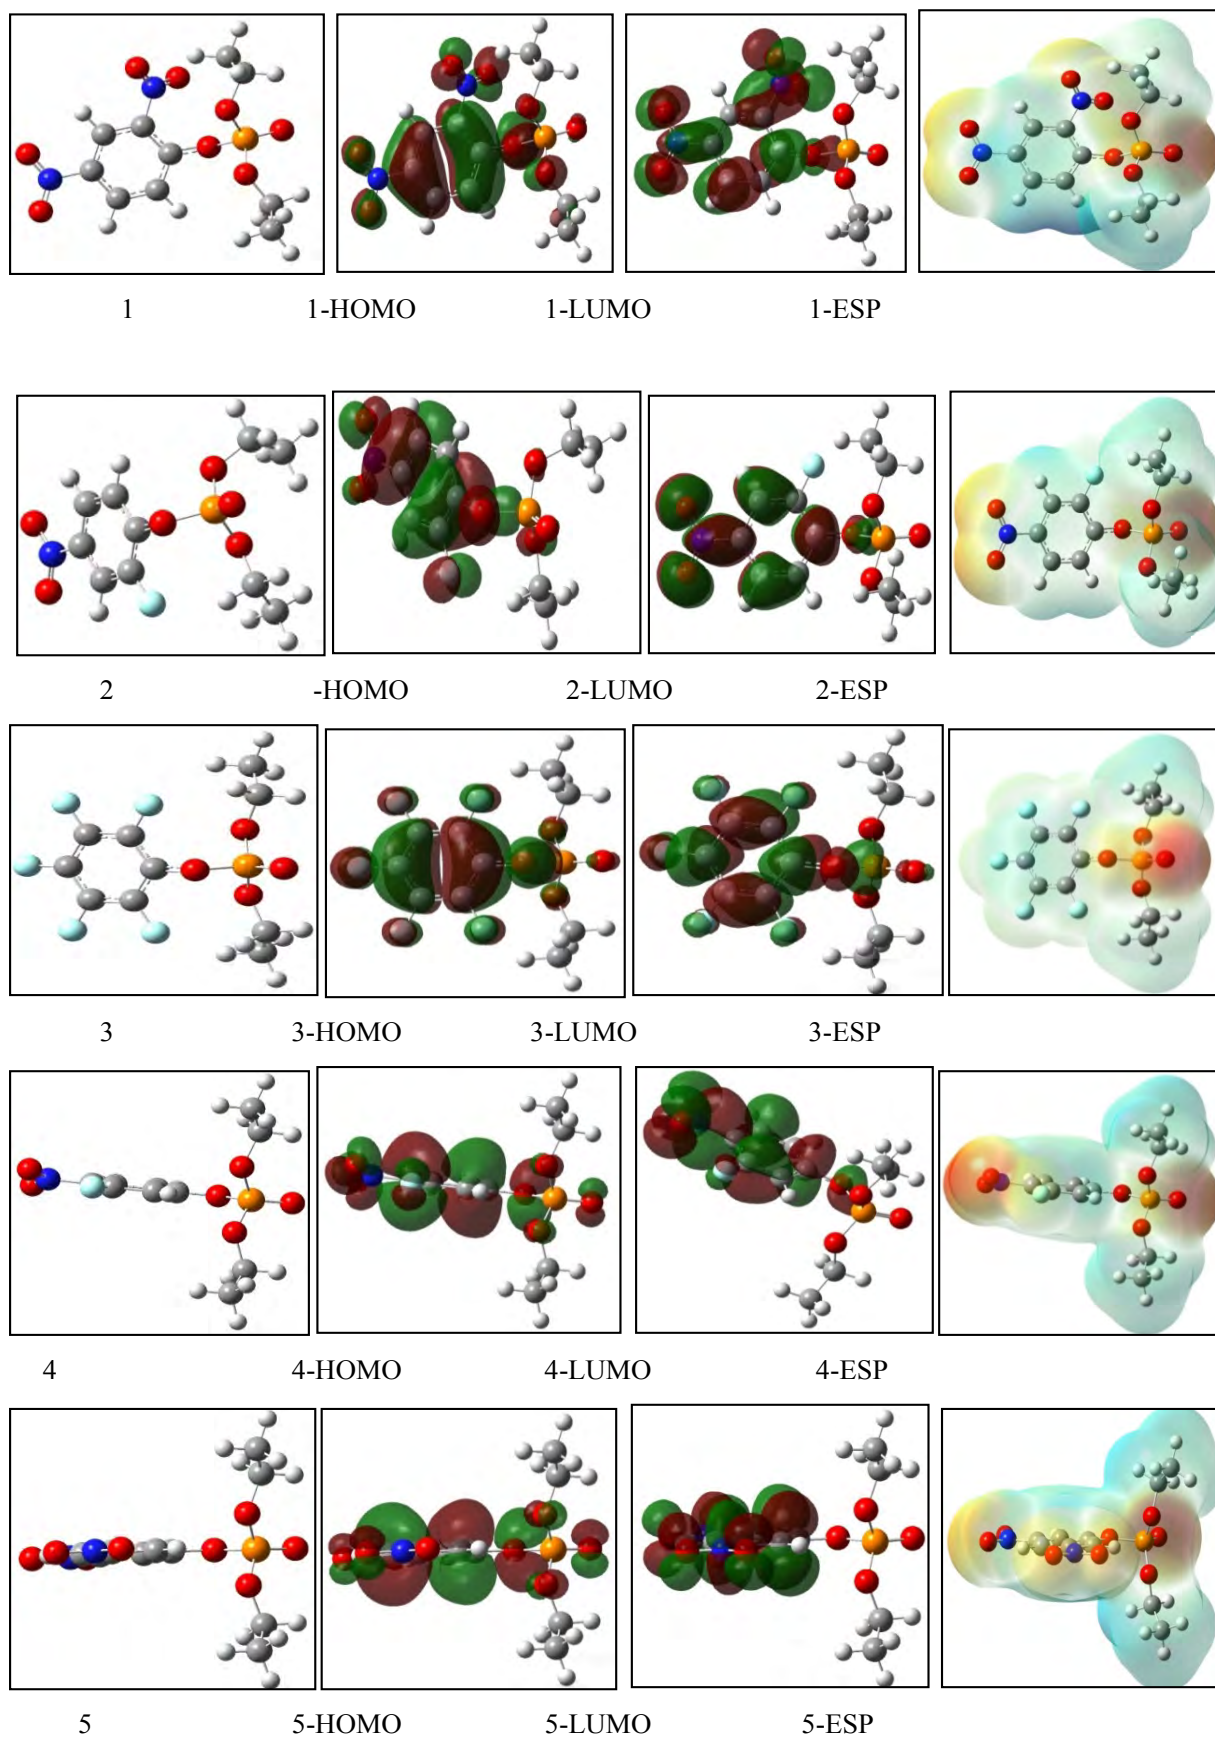 1 1-HOMO 1-LUMO 1-ESP
2 -HOMO 2-LUMO 2-ESP
3 3-HOMO 3-LUMO 3-ESP
4 4-HOMO 4-LUMO 4-ESP
5 5-HOMO 5-LUMO 5-ESP